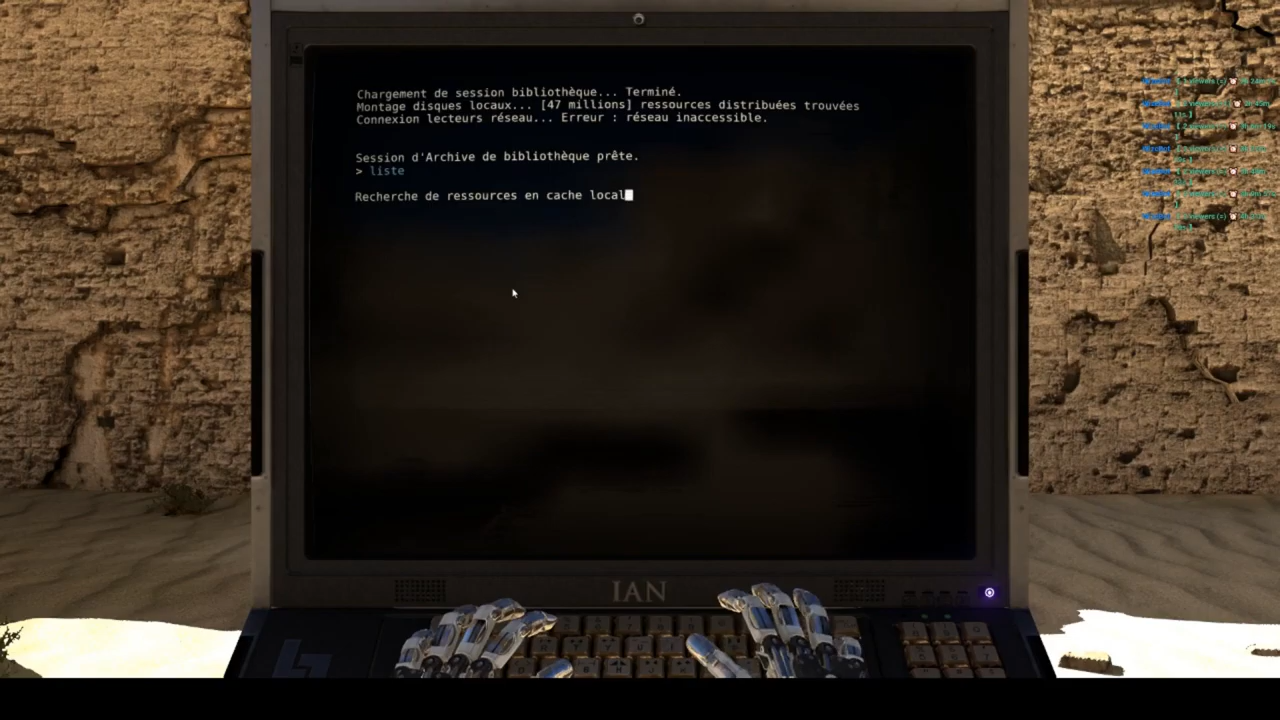 Chargement de session bibliothèque... Terminé.
Montage disques locaux... [47 millions] ressources distribuées trouvées
Connexion lecteurs réseau... Erreur : réseau inaccessible.
Session d'Archive de bibliothèque prête.
> liste
Recherche de ressources en cache local
IAN